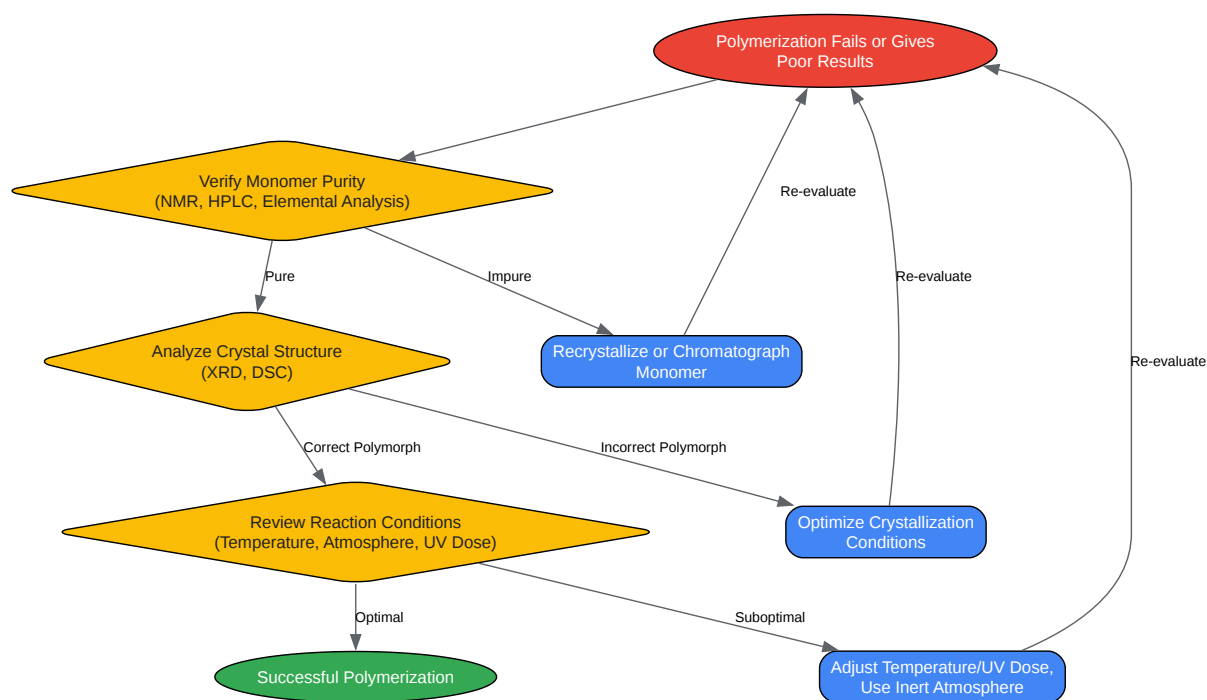 Polymerization Fails or Gives
Poor Results
Verify Monomer Purity
(NMR, HPLC, Elemental Analysis)
Re-evaluate
Pure
Impure
Re-evaluate
Analyze Crystal Structure
(XRD, DSC)
Recrystallize or Chromatograph
Monomer
Re-evaluate
Correct Polymorph
Incorrect Polymorph
Review Reaction Conditions
(Temperature, Atmosphere, UV Dose)
Optimize Crystallization
Conditions
Optimal
Suboptimal
Successful Polymerization
Adjust Temperature/UV Dose,
Use Inert Atmosphere